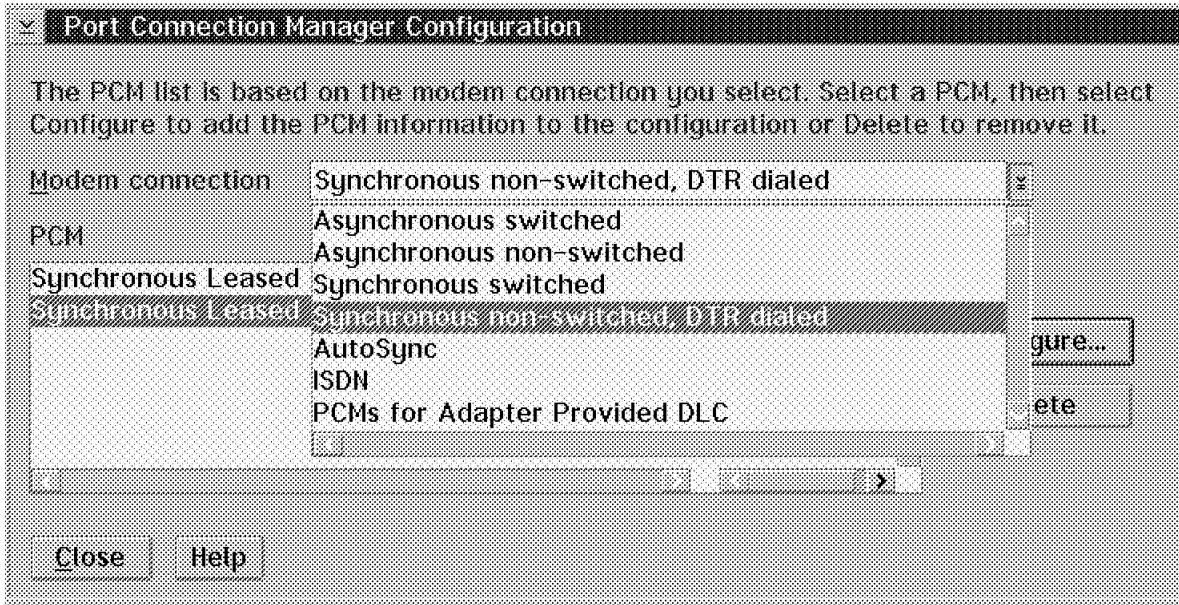 Port Connection Manager Configuration
The PCM list is based on the modem connection you select. Select a PCM, then select
Configure to add the PCM information to the configuration or Delete to remove it.
Modem connection
Synchronous non-switched, DTR dialed
Asynchronous switched
Asynchronous non-switched
Synchronous switched
Synchronous non-switched, DTR dialed
AutoSync
ISDN
PCMs for Adapter Provided DLC
PCM
Synchronous Leased
Synchronous Leased
gure...
ete
Close
Help